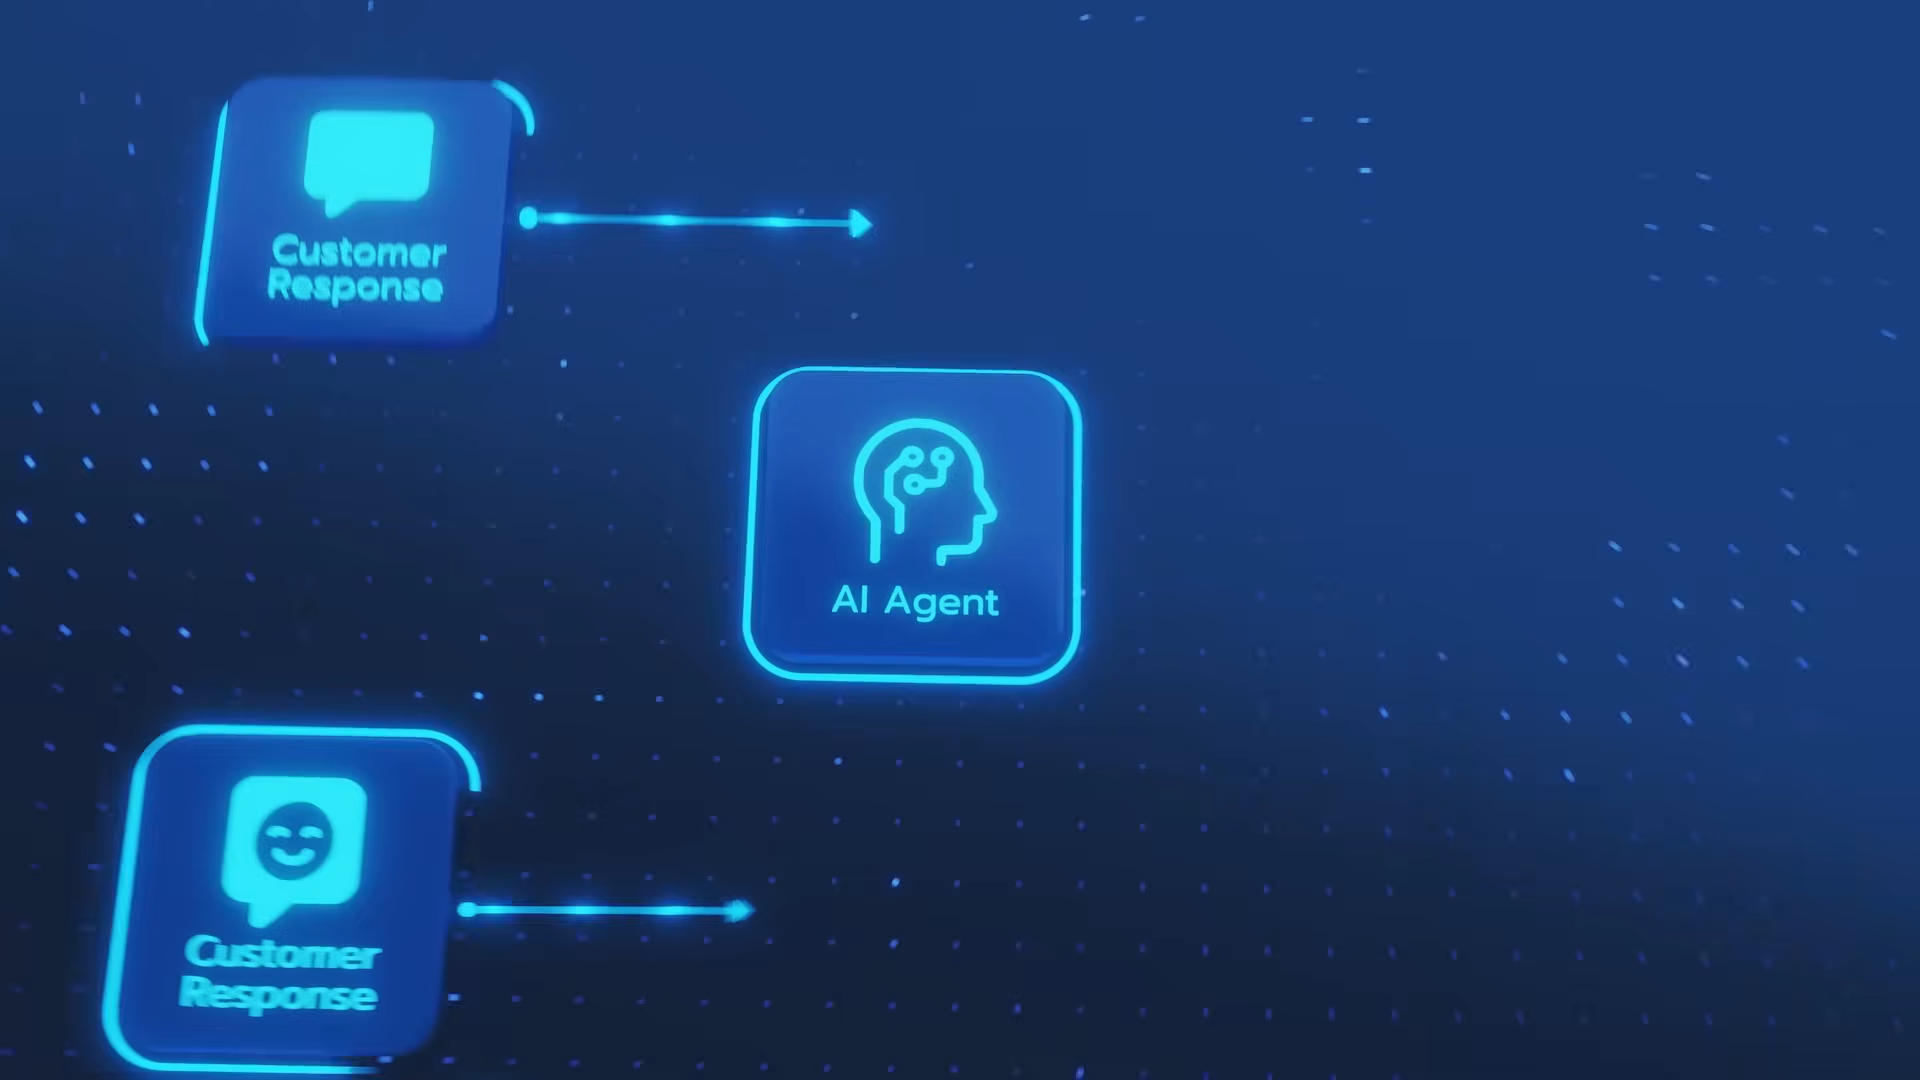 Customer
Response
AI Agent
Customer
Response